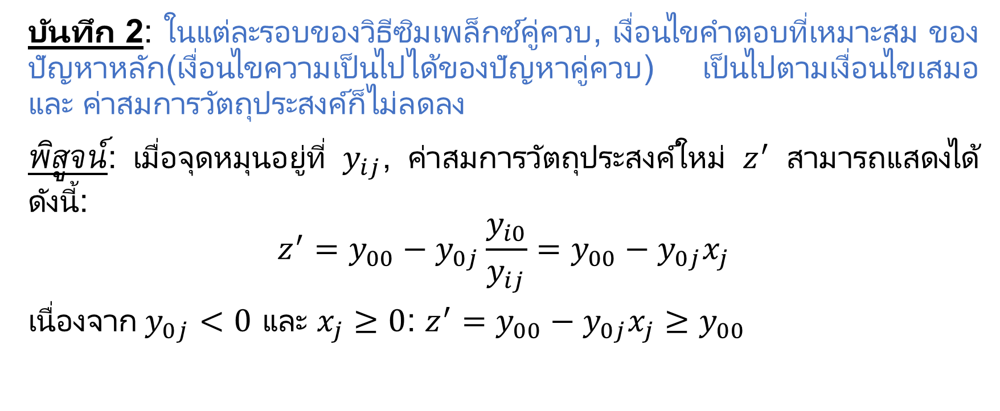 บันทึก 2: ในแต่ละรอบของวิธีซิมเพล็กซ์คู่ควบ, เงื่อนไขคำตอบที่เหมาะสม ของ
ปัญหาหลัก(เงื่อนไขความเป็นไปได้ของปัญหาคู่ควบ) เป็นไปตามเงื่อนไขเสมอ
และ ค่าสมการวัตถุประสงค์ก็ไม่ลดลง
พิสูจน์: เมื่อจุดหมุนอยู่ที่ $y_{ij}$, ค่าสมการวัตถุประสงค์ใหม่ $z'$ สามารถแสดงได้
ดังนี้:
$z' = y_{00} - y_{0j} \frac{y_{i0}}{y_{ij}} = y_{00} - y_{0j} x_j$
เนื่องจาก $y_{0j} < 0$ และ $x_j \geq 0$: $z' = y_{00} - y_{0j} x_j \geq y_{00}$